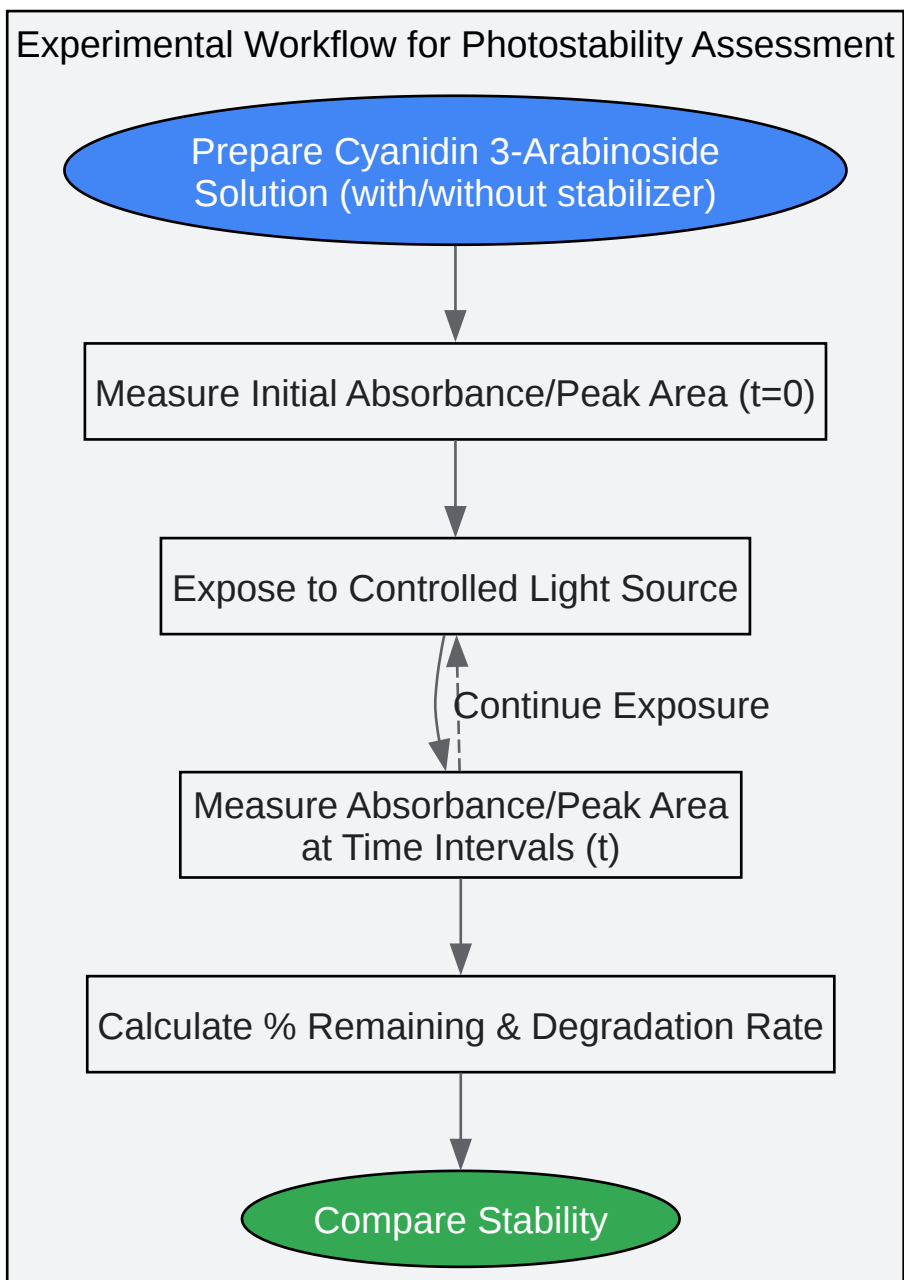 Experimental Workflow for Photostability Assessment
Prepare Cyanidin 3-Arabinoside
Solution (with/without stabilizer)
Measure Initial Absorbance/Peak Area (t=0)
Expose to Controlled Light Source
Continue Exposure
Measure Absorbance/Peak Area
at Time Intervals (t)
Calculate % Remaining & Degradation Rate
Compare Stability